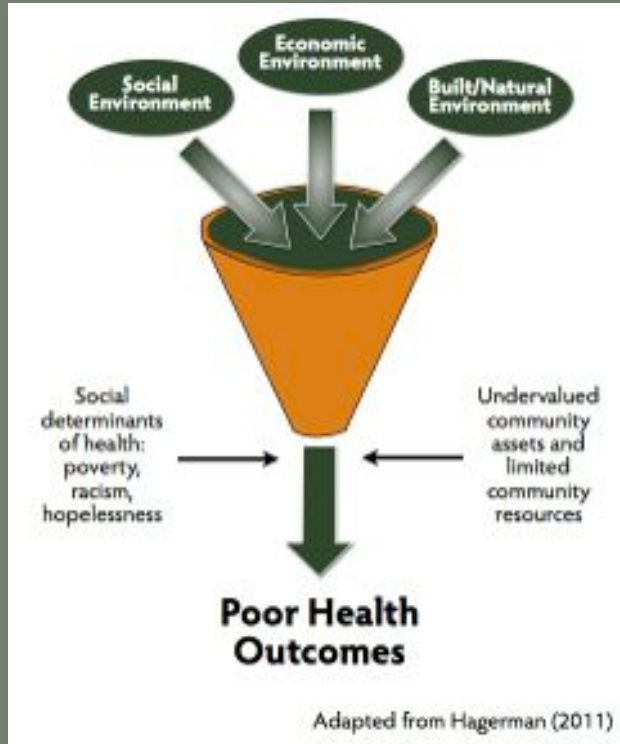 Economic
Environment
Social
Environment
Built/Natural
Environment
Social
determinants
of health:
poverty,
racism,
hopelessness
Undervalued
community
assets and
limited
community
resources
Poor Health
Outcomes
Adapted from Hagerman (2011)